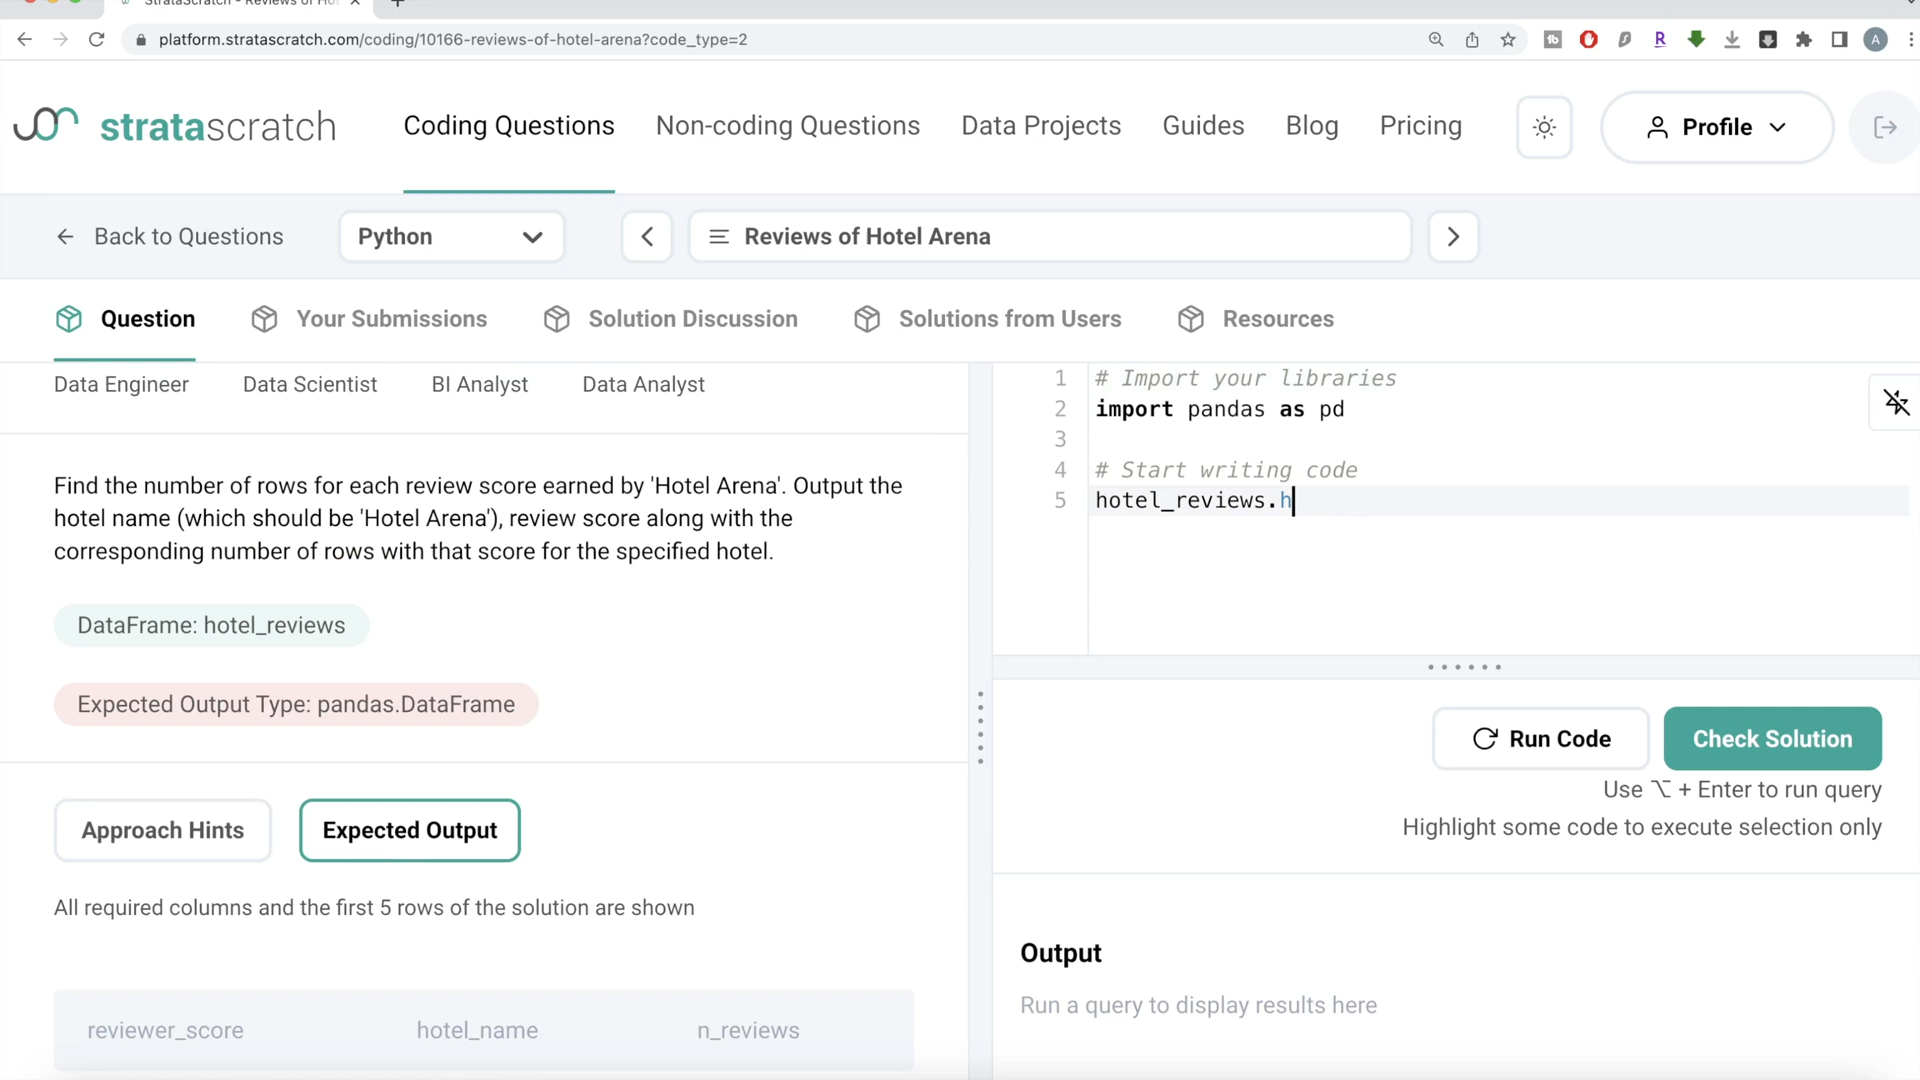 StrataScratch - Reviews of Hot
platform.stratascratch.com/coding/10166-reviews-of-hotel-arena?code_type=2
tb
R
A
stratascratch
Coding Questions
Non-coding Questions
Data Projects
Guides
Blog
Pricing
Profile
Back to Questions
Python
Reviews of Hotel Arena
Question
Your Submissions
Solution Discussion
Solutions from Users
Resources
Data Engineer
Data Scientist
BI Analyst
Data Analyst
Find the number of rows for each review score earned by 'Hotel Arena'. Output the
hotel name (which should be 'Hotel Arena'), review score along with the
corresponding number of rows with that score for the specified hotel.
DataFrame: hotel_reviews
Expected Output Type: pandas.DataFrame
Approach Hints
Expected Output
All required columns and the first 5 rows of the solution are shown
reviewer_score
hotel_name
n_reviews
1 # Import your libraries
2 import pandas as pd
3
4 # Start writing code
5 hotel_reviews.h
Run Code
Check Solution
Use ⌥ + Enter to run query
Highlight some code to execute selection only
Output
Run a query to display results here